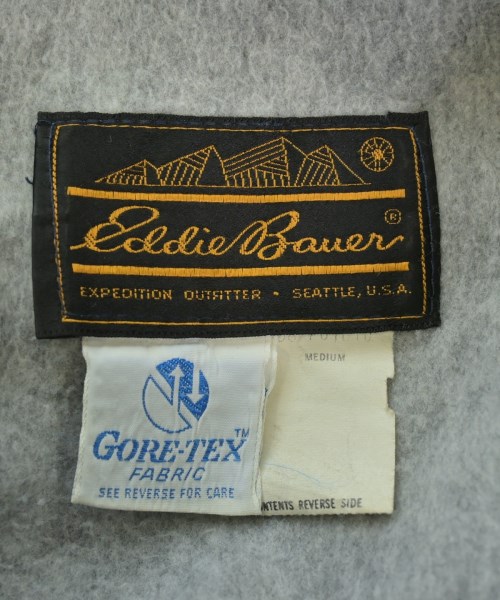 Eddie Bauer ®
EXPEDITION OUTFITTER · SEATTLE, U.S.A.
MEDIUM
GORE-TEX™
FABRIC
SEE REVERSE FOR CARE
NTENTS REVERSE SIDE